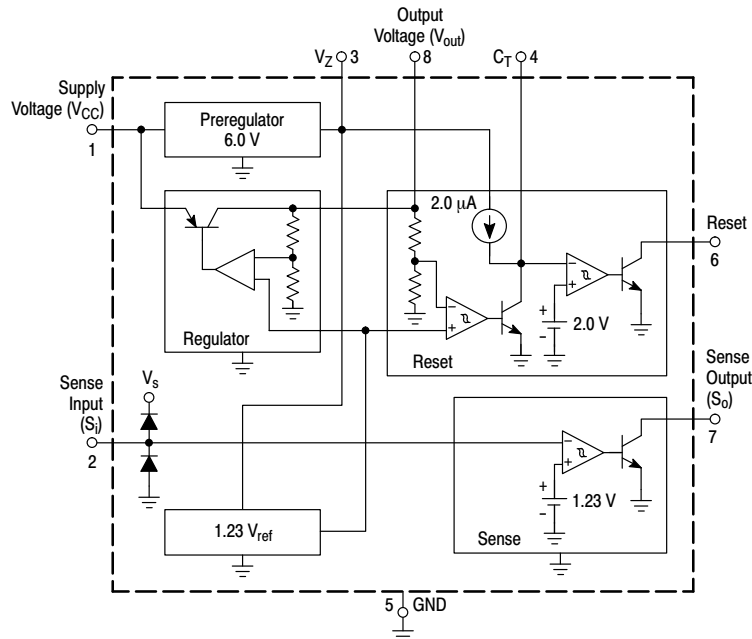 Output
Voltage (Vout)
VZ 3
8
CT 4
Supply
Voltage (VCC)
1
Preregulator
6.0 V
2.0 μA
Reset
6
+
-
2.0 V
Regulator
Reset
Sense
Input
(Si)
2
Vs
Sense
Output
(So)
7
+
-
1.23 V
1.23 Vref
Sense
5 GND